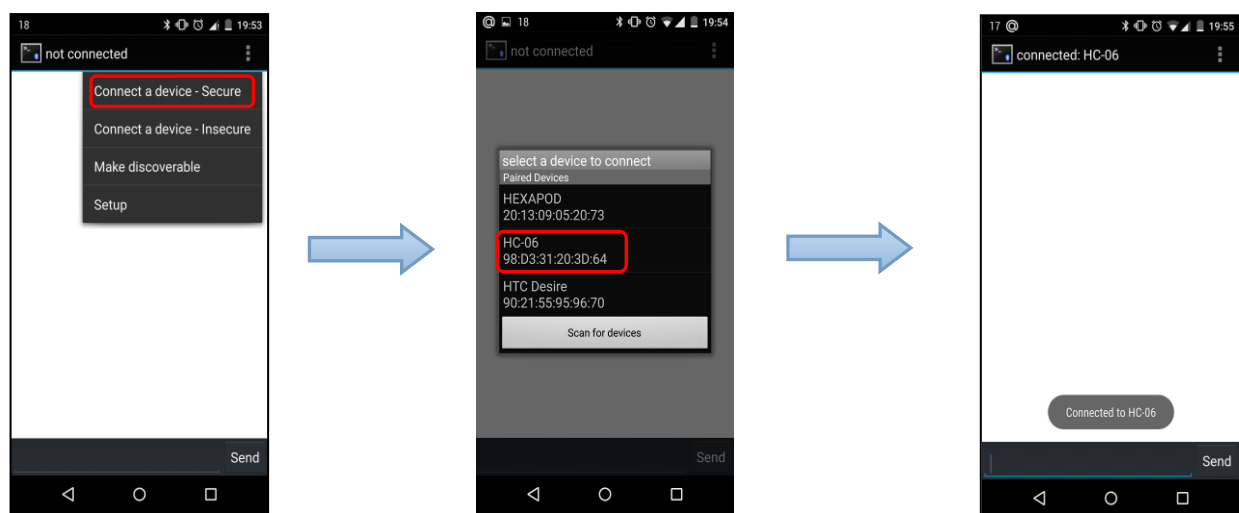 18
19:53
not connected
Connect a device - Secure
Connect a device - Insecure
Make discoverable
Setup
Send
18
19:54
not connected
select a device to connect
Paired Devices
HEXAPOD
20:13:09:05:20:73
HC-06
98:D3:31:20:3D:64
HTC Desire
90:21:55:95:96:70
Scan for devices
Send
17
19:55
connected: HC-06
Connected to HC-06
Send